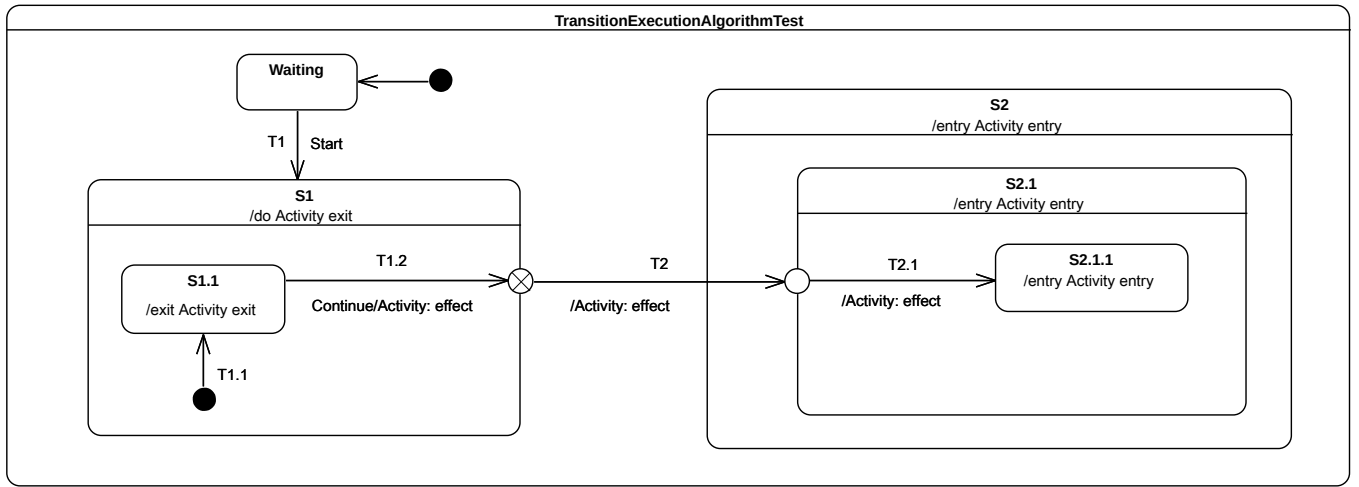 TransitionExecutionAlgorithmTest
Waiting
T1
Start
S1
/do Activity exit
S1.1
/exit Activity exit
T1.1
T1.2
Continue/Activity: effect
T2
/Activity: effect
S2
/entry Activity entry
S2.1
/entry Activity entry
T2.1
/Activity: effect
S2.1.1
/entry Activity entry